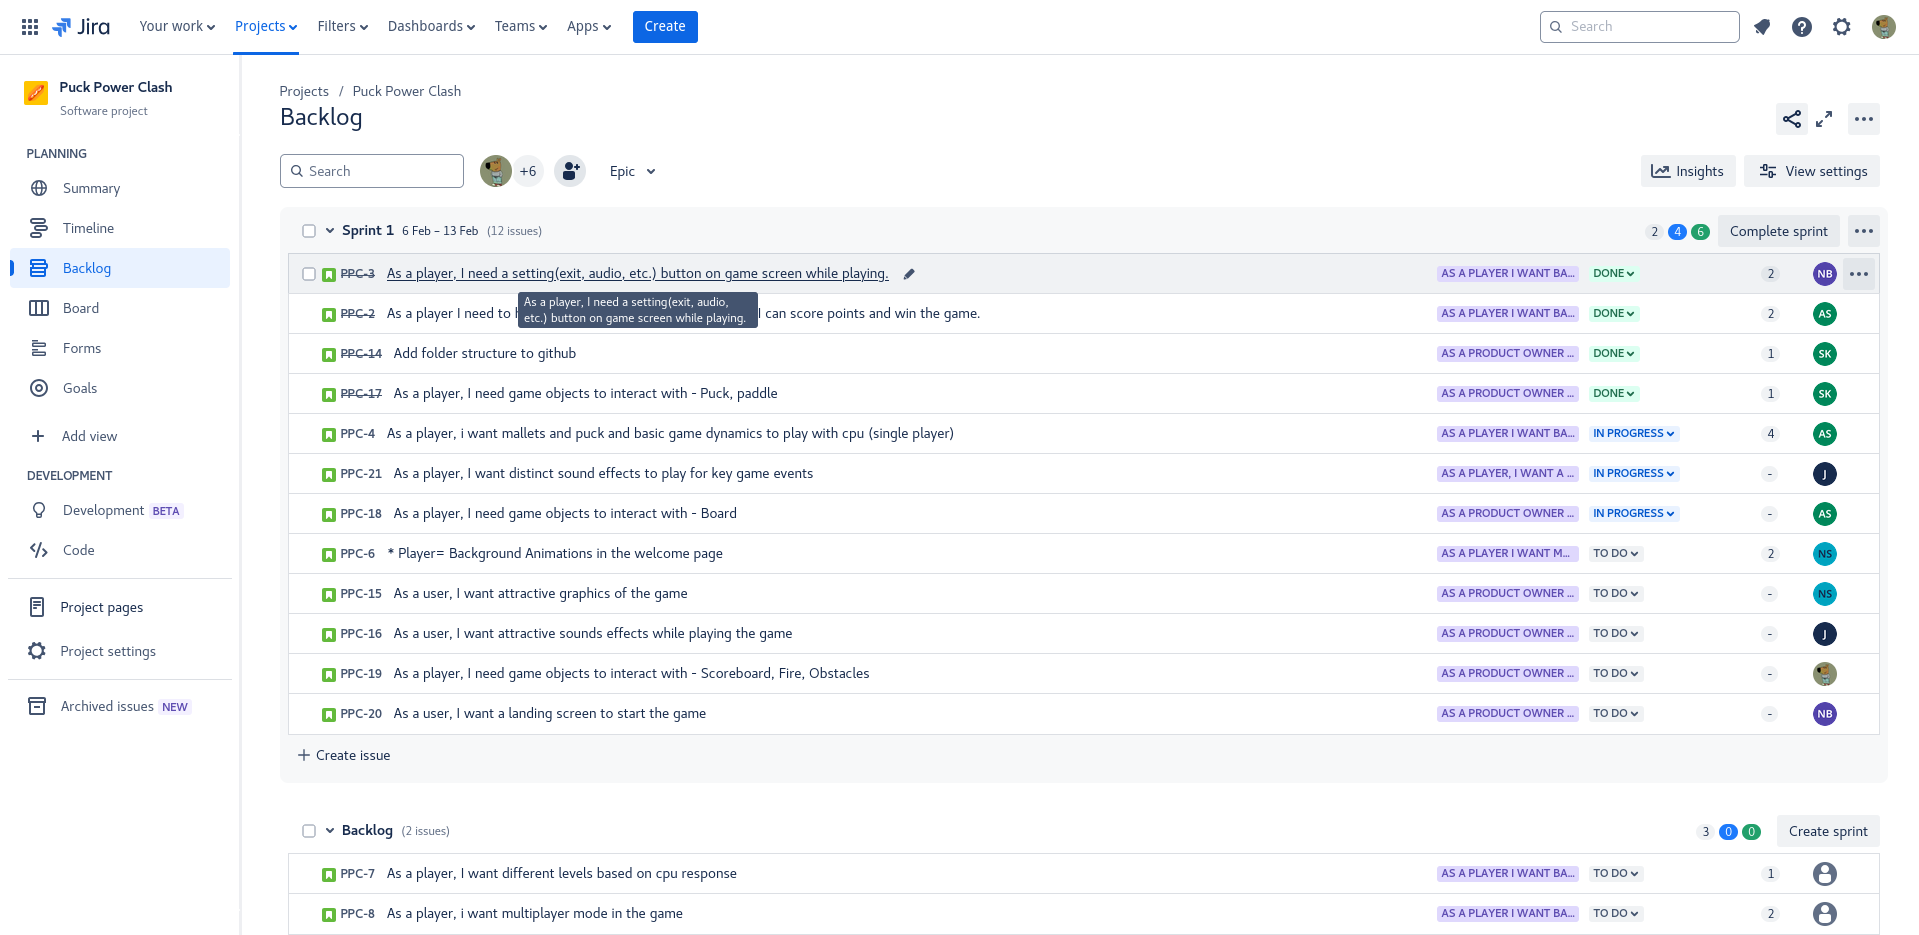 Jira Your work Projects Filters Dashboards Teams Apps Create Search
Puck Power Clash
Software project
PLANNING
Summary
Timeline
Backlog
Board
Forms
Goals
Add view
DEVELOPMENT
Development BETA
Code
Project pages
Project settings
Archived issues NEW
Projects / Puck Power Clash
Backlog
Search +6 Epic Insights View settings
Sprint 1 6 Feb – 13 Feb (12 issues) 2 4 6 Complete sprint
PPC-3 As a player, I need a setting(exit, audio, etc.) button on game screen while playing. AS A PLAYER I WANT BA... DONE 2 NB
As a player, I need a setting(exit, audio,
etc.) button on game screen while playing.
PPC-2 As a player I need to I can score points and win the game. AS A PLAYER I WANT BA... DONE 2 AS
PPC-14 Add folder structure to github AS A PRODUCT OWNER ... DONE 1 SK
PPC-17 As a player, I need game objects to interact with - Puck, paddle AS A PRODUCT OWNER ... DONE 1 SK
PPC-4 As a player, i want mallets and puck and basic game dynamics to play with cpu (single player) AS A PLAYER I WANT BA... IN PROGRESS 4 AS
PPC-21 As a player, I want distinct sound effects to play for key game events AS A PLAYER, I WANT A ... IN PROGRESS - J
PPC-18 As a player, I need game objects to interact with - Board AS A PRODUCT OWNER ... IN PROGRESS - AS
PPC-6 * Player= Background Animations in the welcome page AS A PLAYER I WANT M... TO DO 2 NS
PPC-15 As a user, I want attractive graphics of the game AS A PRODUCT OWNER ... TO DO - NS
PPC-16 As a user, I want attractive sounds effects while playing the game AS A PRODUCT OWNER ... TO DO - J
PPC-19 As a player, I need game objects to interact with - Scoreboard, Fire, Obstacles AS A PRODUCT OWNER ... TO DO -
PPC-20 As a user, I want a landing screen to start the game AS A PRODUCT OWNER ... TO DO - NB
Create issue
Backlog (2 issues) 3 0 0 Create sprint
PPC-7 As a player, I want different levels based on cpu response AS A PLAYER I WANT BA... TO DO 1
PPC-8 As a player, i want multiplayer mode in the game AS A PLAYER I WANT BA... TO DO 2